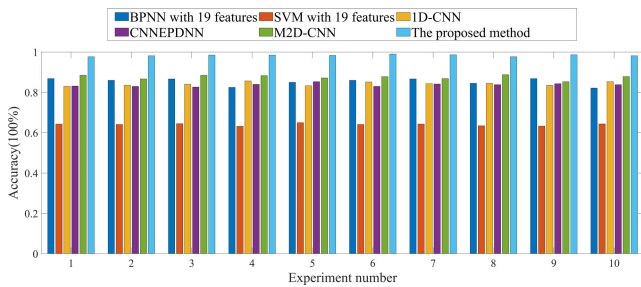 BPNN with 19 features SVM with 19 features 1D-CNN
CNNEPDNN M2D-CNN The proposed method
1
0.8
0.6
0.4
0.2
0
Accuracy(100%)
1 2 3 4 5 6 7 8 9 10
Experiment number